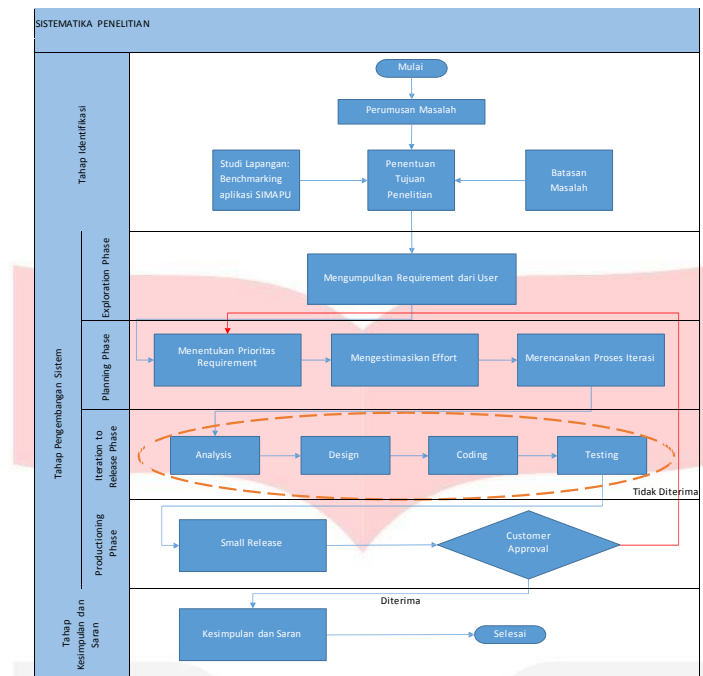 SISTEMATIKA PENELITIAN
Tahap Identifikasi
Mulai
Perumusan Masalah
Studi Lapangan:
Benchmarking
aplikasi SIMAPU
Penentuan
Tujuan
Penelitian
Batasan
Masalah
Tahap Pengembangan Sistem
Exploration Phase
Mengumpulkan Requirement dari User
Planning Phase
Menentukan Prioritas
Requirement
Mengestimasikan Effort
Merencanakan Proses Iterasi
Iteration to
Release Phase
Analysis
Design
Coding
Testing
Tidak Diterima
Productioning
Phase
Small Release
Customer
Approval
Diterima
Tahap
Kesimpulan dan
Saran
Kesimpulan dan Saran
Selesai